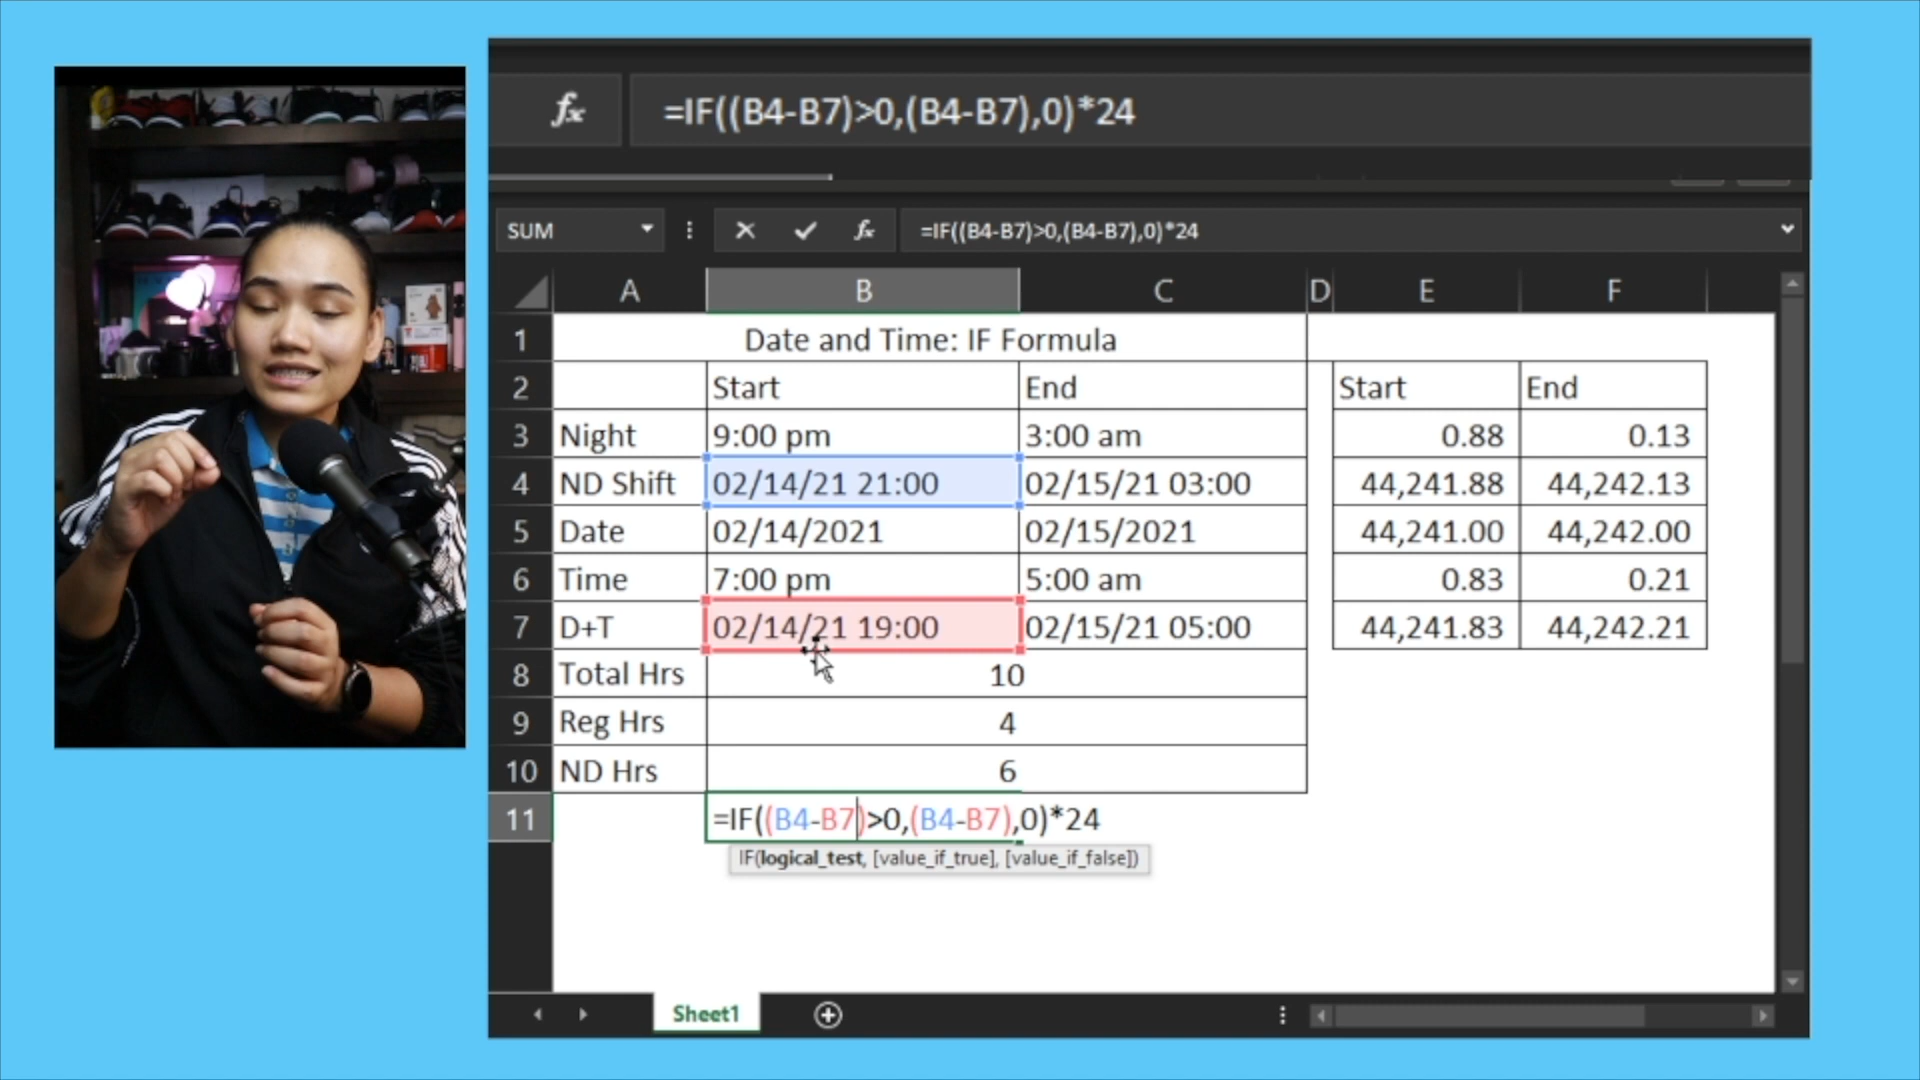 fx =IF((B4-B7)>0,(B4-B7),0)*24
SUM fx =IF((B4-B7)>0,(B4-B7),0)*24
A B C D E F
1 Date and Time: IF Formula
2 Start End Start End
3 Night 9:00 pm 3:00 am 0.88 0.13
4 ND Shift 02/14/21 21:00 02/15/21 03:00 44,241.88 44,242.13
5 Date 02/14/2021 02/15/2021 44,241.00 44,242.00
6 Time 7:00 pm 5:00 am 0.83 0.21
7 D+T 02/14/21 19:00 02/15/21 05:00 44,241.83 44,242.21
8 Total Hrs 10
9 Reg Hrs 4
10 ND Hrs 6
11 =IF((B4-B7)>0,(B4-B7),0)*24
IF(logical_test, [value_if_true], [value_if_false])
Sheet1